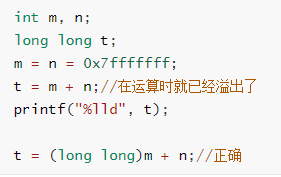 int m, n;
long long t;
m = n = 0x7fffffff;
t = m + n;//在运算时就已经溢出了
printf("%lld", t);
t = (long long)m + n;//正确